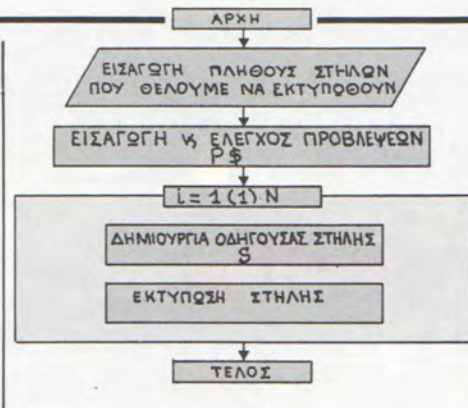 ΑΡΧΗ
ΕΙΣΑΓΩΓΗ ΠΛΗΘΟΥΣ ΣΤΗΛΩΝ
ΠΟΥ ΘΕΛΟΥΜΕ ΝΑ ΕΚΤΥΠΩΘΟΥΝ
ΕΙΣΑΓΩΓΗ ϗ ΕΛΕΓΧΟΣ ΠΡΟΒΛΕΨΕΩΝ
P$
i = 1 (1) N
ΔΗΜΙΟΥΡΓΙΑ ΟΔΗΓΟΥΣΑΣ ΣΤΗΛΗΣ
S
ΕΚΤΥΠΩΣΗ ΣΤΗΛΗΣ
ΤΕΛΟΣ